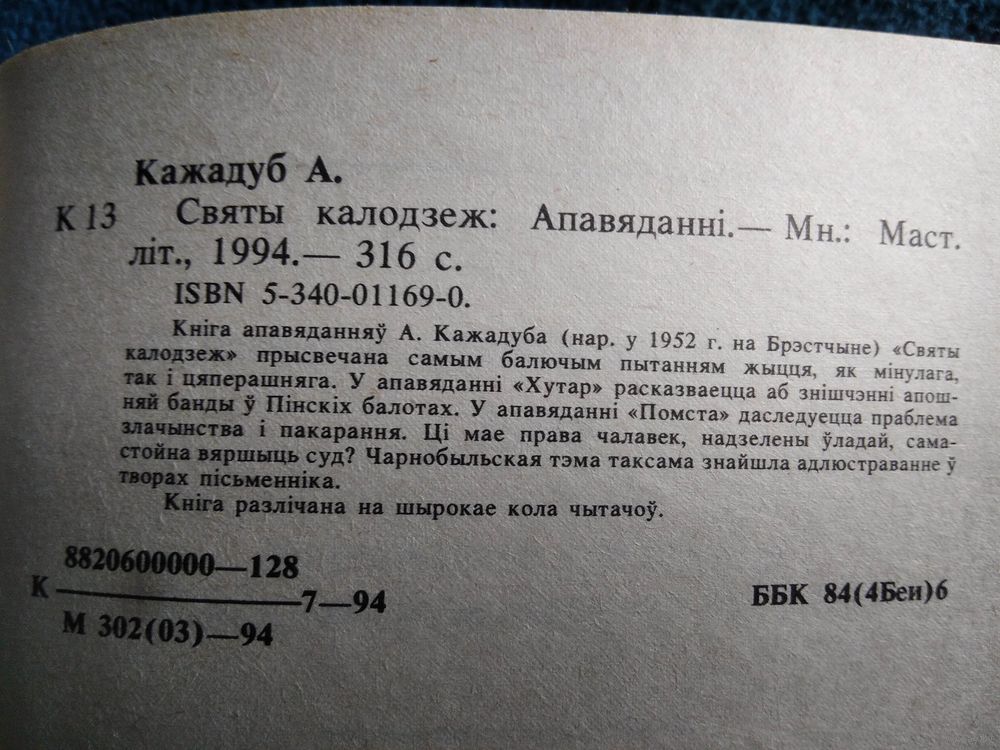 Кажадуб А.
К 13 Святы калодзеж: Апавяданні.— Мн.: Маст.
літ., 1994.— 316 с.
ISBN 5-340-01169-0.
Кніга апавяданняў А. Кажадуба (нар. у 1952 г. на Брэстчыне) «Святы
калодзеж» прысвечана самым балючым пытанням жыцця, як мінулага,
так і цяперашняга. У апавяданні «Хутар» расказваецца аб знішчэнні апош-
няй банды ў Пінскіх балотах. У апавяданні «Помста» даследуецца праблема
злачынства і пакарання. Ці мае права чалавек, надзелены ўладай, сама-
стойна вяршыць суд? Чарнобыльская тэма таксама знайшла адлюстраванне ў
творах пісьменніка.
Кніга разлічана на шырокае кола чытачоў.
8820600000—128
К ———— 7—94
М 302(03)—94
ББК 84(4Беи)6